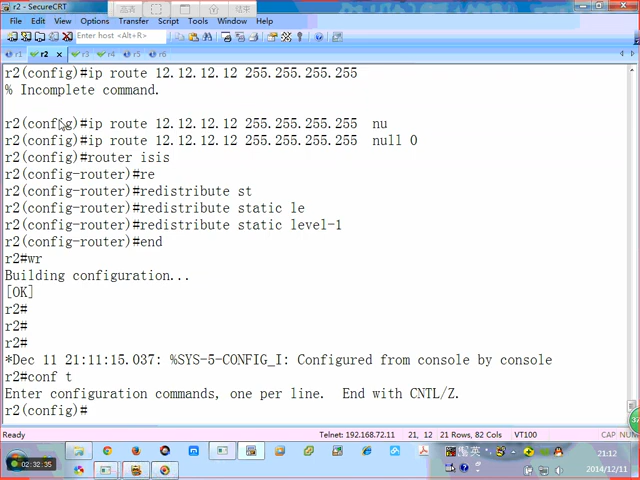 r2 - SecureCRT
File Edit View Options Transfer Script Tools Window Help
Enter host <Alt+R>
r1 r2 x r3 r4 r5 r6
r2(config)#ip route 12.12.12.12 255.255.255.255
% Incomplete command.
r2(config)#ip route 12.12.12.12 255.255.255.255 nu
r2(config)#ip route 12.12.12.12 255.255.255.255 null 0
r2(config)#router isis
r2(config-router)#re
r2(config-router)#redistribute st
r2(config-router)#redistribute static le
r2(config-router)#redistribute static level-1
r2(config-router)#end
r2#wr
Building configuration...
[OK]
r2#
r2#
r2#
*Dec 11 21:11:15.037: %SYS-5-CONFIG_I: Configured from console by console
r2#conf t
Enter configuration commands, one per line. End with CNTL/Z.
r2(config)#
Ready Telnet: 192.168.72.11 21, 12 21 Rows, 82 Cols VT100 CAP NUM
02:32:35
21:12
2014/12/11